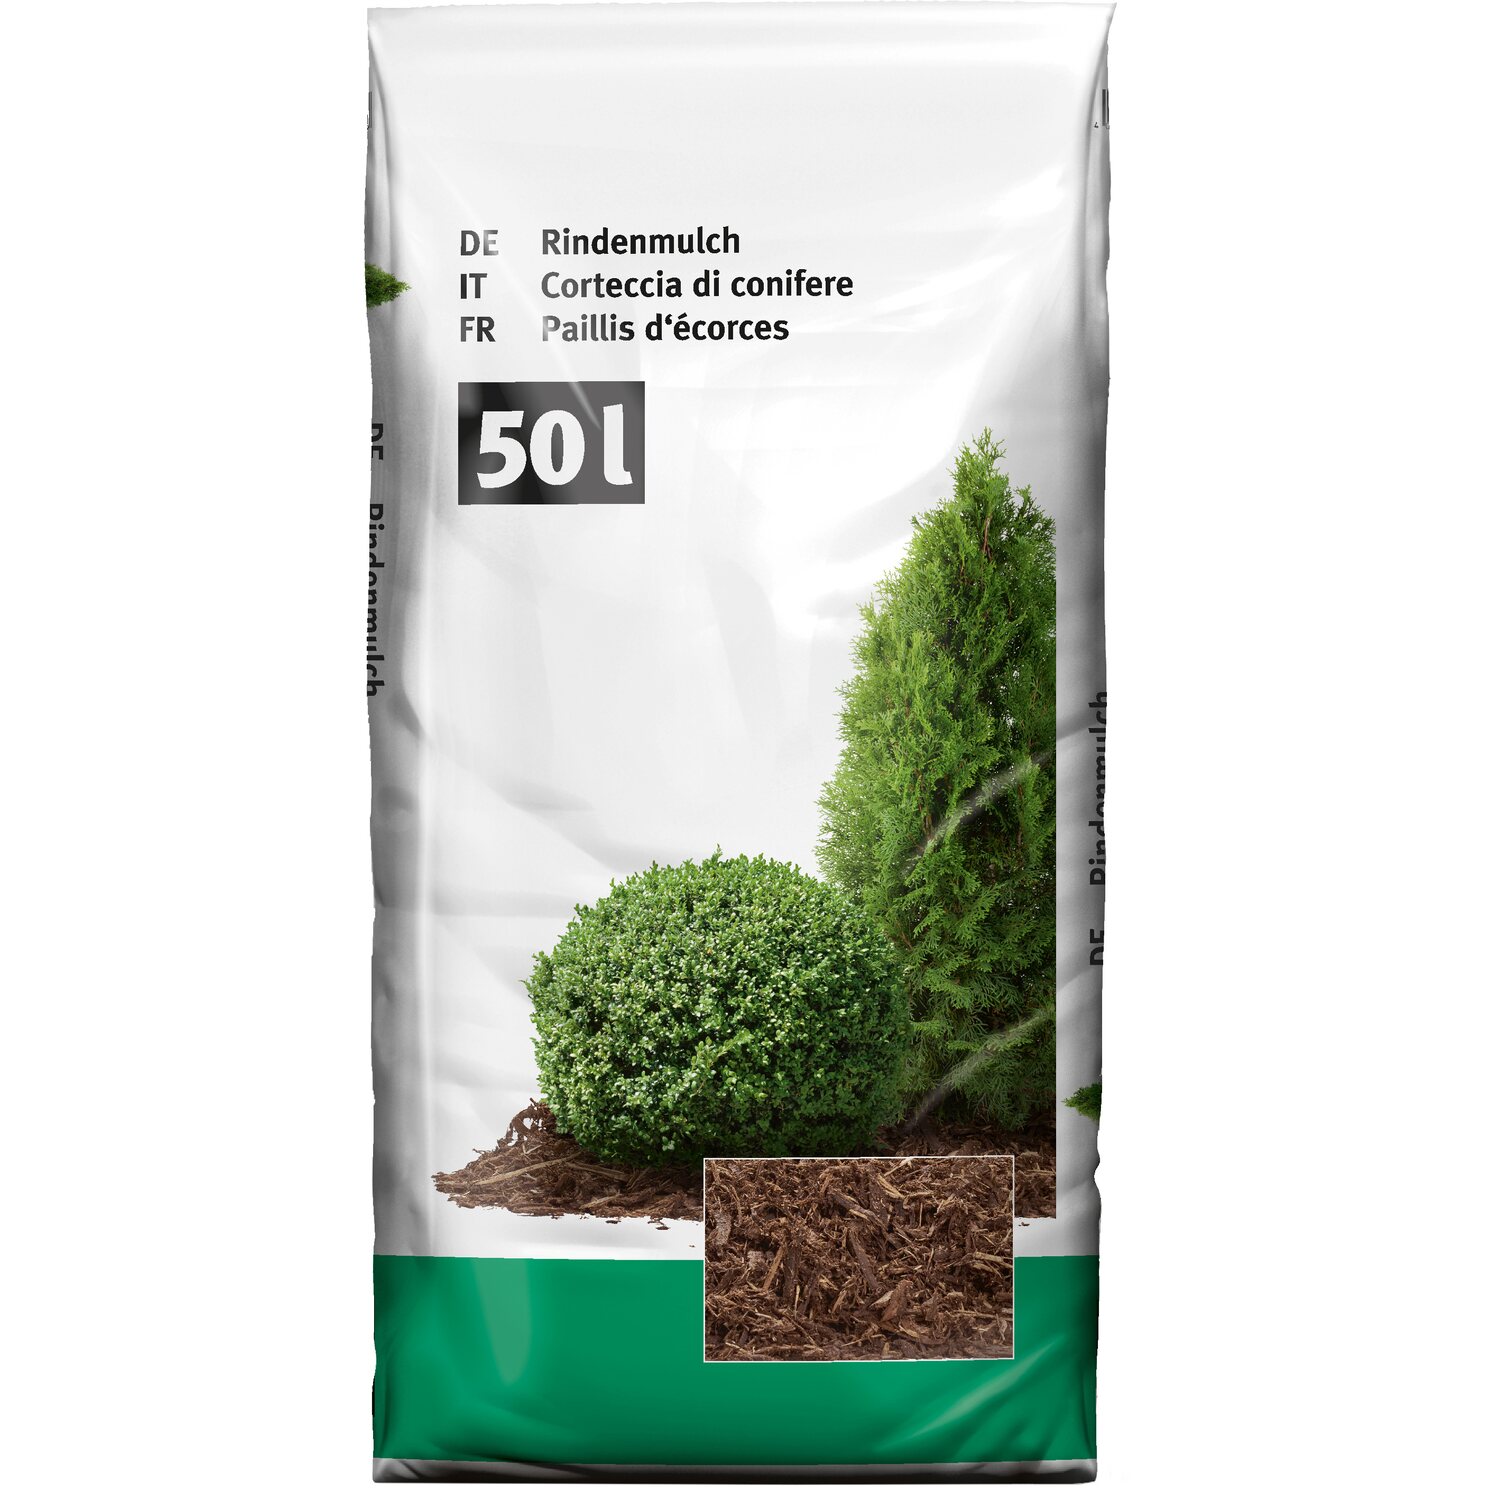 DE Rindenmulch
IT Corteccia di conifere
FR Paillis d‘écorces
50 l
DE Rindenmulch
DE Rindenmulch